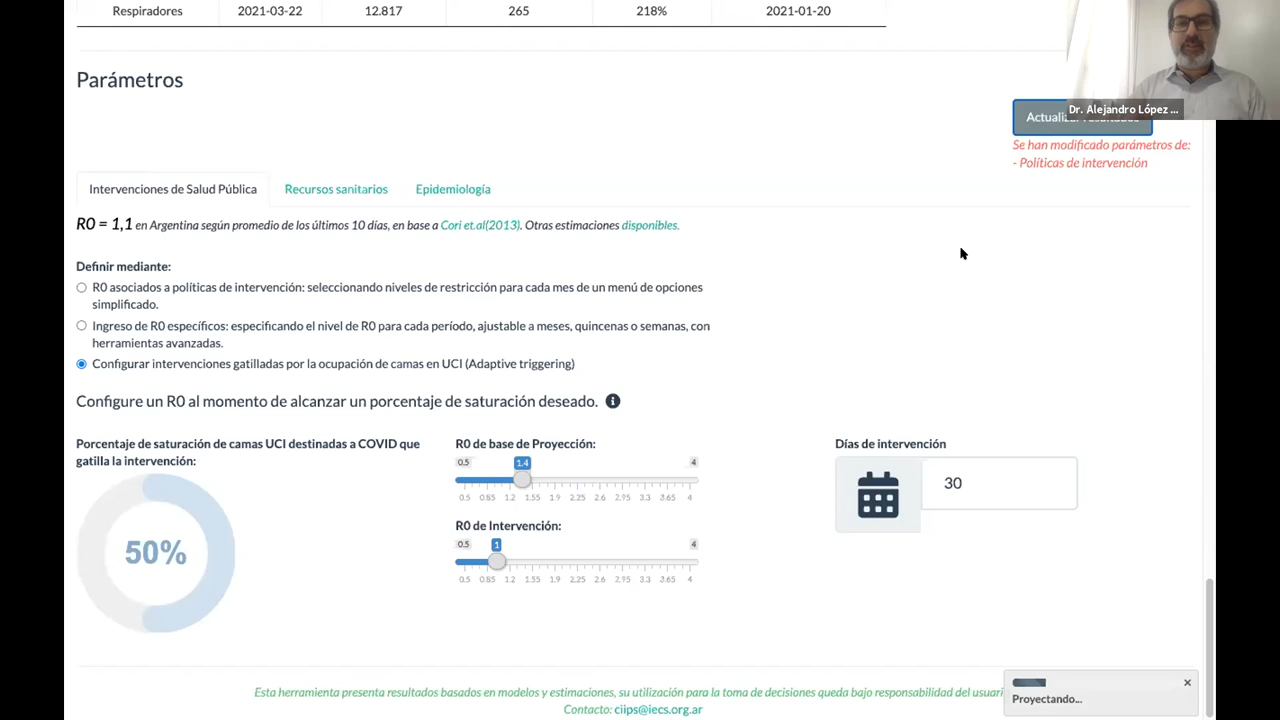 Respiradores 2021-03-22 12.817 265 218% 2021-01-20
Parámetros
Dr. Alejandro López ...
Actualizar resultados
Se han modificado parámetros de:
- Políticas de intervención
Intervenciones de Salud Pública Recursos sanitarios Epidemiología
R0 = 1,1 en Argentina según promedio de los últimos 10 días, en base a Cori et.al(2013). Otras estimaciones disponibles.
Definir mediante:
R0 asociados a políticas de intervención: seleccionando niveles de restricción para cada mes de un menú de opciones
simplificado.
Ingreso de R0 específicos: especificando el nivel de R0 para cada período, ajustable a meses, quincenas o semanas, con
herramientas avanzadas.
Configurar intervenciones gatilladas por la ocupación de camas en UCI (Adaptive triggering)
Configure un R0 al momento de alcanzar un porcentaje de saturación deseado.
Porcentaje de saturación de camas UCI destinadas a COVID que
gatilla la intervención:
50%
R0 de base de Proyección:
0.5 1.4 4
0.5 0.85 1.2 1.55 1.9 2.25 2.6 2.95 3.3 3.65 4
R0 de Intervención:
0.5 1 4
0.5 0.85 1.2 1.55 1.9 2.25 2.6 2.95 3.3 3.65 4
Días de intervención
30
Esta herramienta presenta resultados basados en modelos y estimaciones, su utilización para la toma de decisiones queda bajo responsabilidad del usuari
Contacto: ciips@iecs.org.ar
Proyectando...